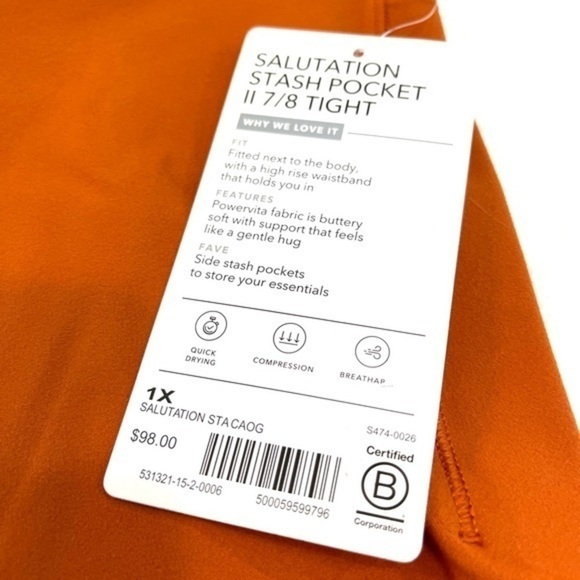 SALUTATION
STASH POCKET
II 7/8 TIGHT
WHY WE LOVE IT
FIT
Fitted next to the body,
with a high rise waistband
that holds you in
FEATURES
Powervita fabric is buttery
soft with support that feels
like a gentle hug
FAVE
Side stash pockets
to store your essentials
QUICK
DRYING
COMPRESSION
1X
SALUTATION STA CAOG
S474-0026
$98.00
531321-15-2-0006
500059599796
Certified
B
Corporation